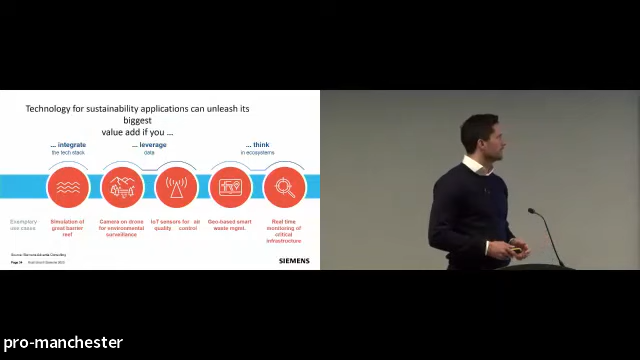 Technology for sustainability applications can unleash its
biggest
value add if you ...
... integrate
the tech stack
... leverage
data
... think
in ecosystems
Exemplary
use cases
Simulation of
great barrier
reef
Camera on drone
for environmental
surveillance
IoT sensors for air
quality control
Geo-based smart
waste mgmt.
Real time
monitoring of
critical
infrastructure
Source: Siemens Advanta Consulting
Page 14
SIEMENS
pro-manchester